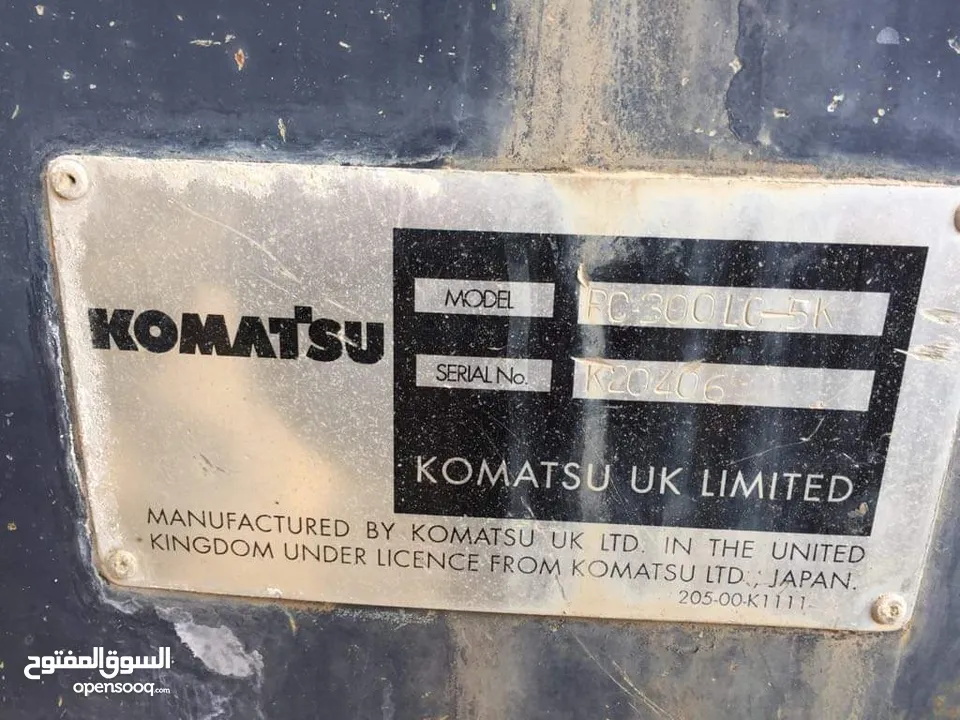 KOMATSU
MODEL PC-300LC-5K
SERIAL No. K20406
KOMATSU UK LIMITED
MANUFACTURED BY KOMATSU UK LTD. IN THE UNITED
KINGDOM UNDER LICENCE FROM KOMATSU LTD., JAPAN.
205-00-K1111
السوق المفتوح
opensooq.com